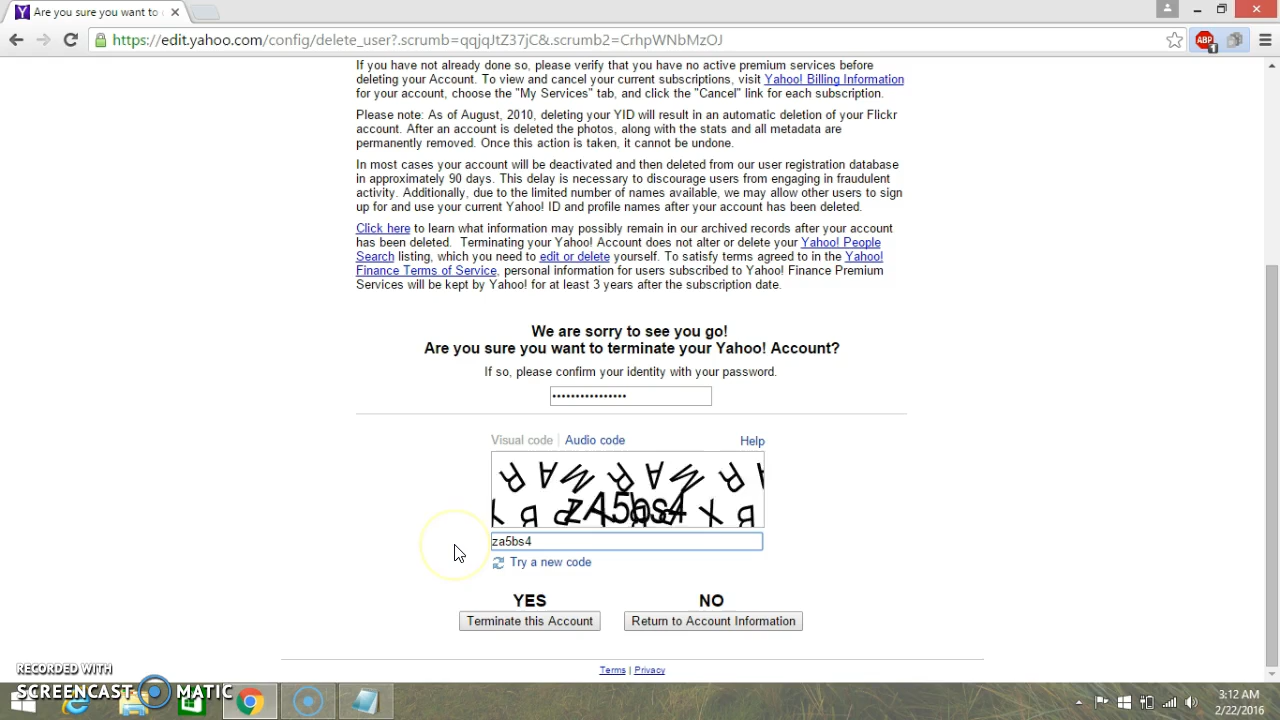 Are you sure you want to
https://edit.yahoo.com/config/delete_user?.scrumb=qqjqJtZ37jC&.scrumb2=CrhpWNbMzOJ
ABP
1
If you have not already done so, please verify that you have no active premium services before
deleting your Account. To view and cancel your current subscriptions, visit Yahoo! Billing Information
for your account, choose the "My Services" tab, and click the "Cancel" link for each subscription.
Please note: As of August, 2010, deleting your YID will result in an automatic deletion of your Flickr
account. After an account is deleted the photos, along with the stats and all metadata are
permanently removed. Once this action is taken, it cannot be undone.
In most cases your account will be deactivated and then deleted from our user registration database
in approximately 90 days. This delay is necessary to discourage users from engaging in fraudulent
activity. Additionally, due to the limited number of names available, we may allow other users to sign
up for and use your current Yahoo! ID and profile names after your account has been deleted.
Click here to learn what information may possibly remain in our archived records after your account
has been deleted. Terminating your Yahoo! Account does not alter or delete your Yahoo! People
Search listing, which you need to edit or delete yourself. To satisfy terms agreed to in the Yahoo!
Finance Terms of Service, personal information for users subscribed to Yahoo! Finance Premium
Services will be kept by Yahoo! for at least 3 years after the subscription date.
We are sorry to see you go!
Are you sure you want to terminate your Yahoo! Account?
If so, please confirm your identity with your password.
Visual code | Audio code Help
zA5bs4
za5bs4
Try a new code
YES NO
Terminate this Account Return to Account Information
Terms | Privacy
RECORDED WITH
SCREENCAST MATIC
3:12 AM
2/22/2016